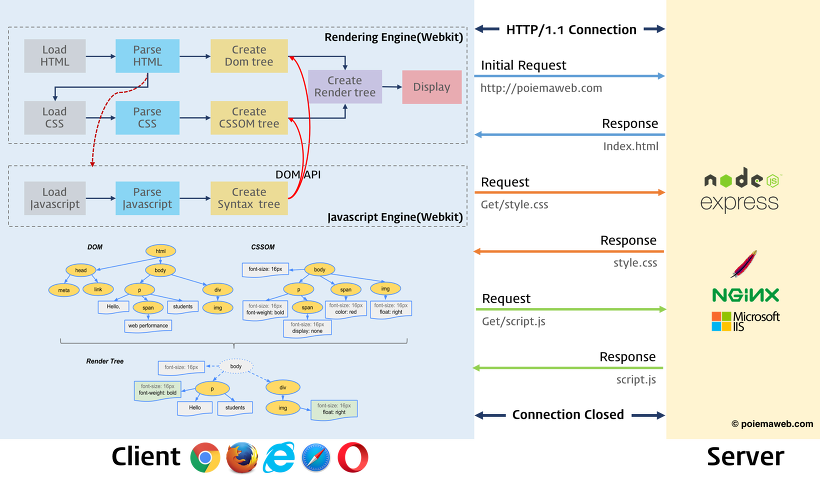 Rendering Engine(Webkit)
Load
HTML
Parse
HTML
Create
Dom tree
Create
Render tree
Display
Load
CSS
Parse
CSS
Create
CSSOM tree
DOM API
Load
Javascript
Parse
Javascript
Create
Syntax tree
Javascript Engine(Webkit)
DOM
html
head
body
meta
link
p
div
Hello,
span
students
img
web performance
CSSOM
font-size: 16px
body
p
span
img
font-size: 16px
font-weight: bold
span
font-size: 16px
color: red
font-size: 16px
float: right
font-size: 16px
display: none
Render Tree
font-size: 16px
body
font-size: 16px
font-weight: bold
p
div
Hello
students
img
font-size: 16px
float: right
HTTP/1.1 Connection
Initial Request
http://poiemaweb.com
Response
Index.html
Request
Get/style.css
Response
style.css
Request
Get/script.js
Response
script.js
Connection Closed
node
JS
express
NGINX
Microsoft
IIS
© poiemaweb.com
Client
Server